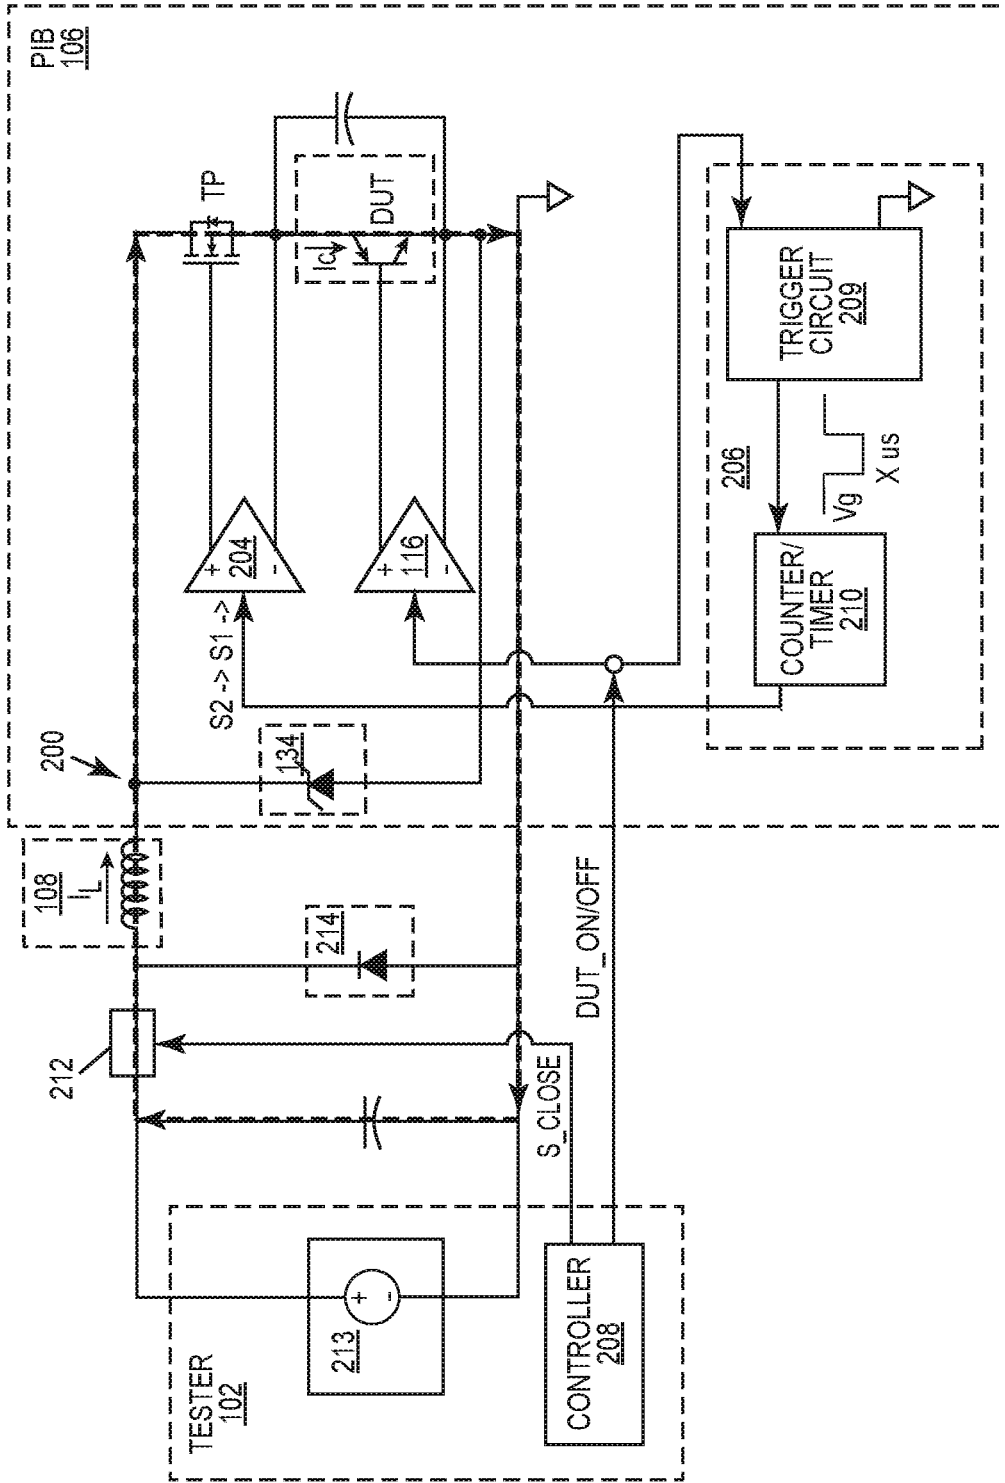 PIB
106
200
108
IL
212
TP
204
+
-
S2 -> S1 ->
134
214
IC
DUT
116
+
-
TESTER
102
213
+
-
S_CLOSE
DUT_ON/OFF
CONTROLLER
208
206
COUNTER/
TIMER
210
Vg
X us
TRIGGER
CIRCUIT
209